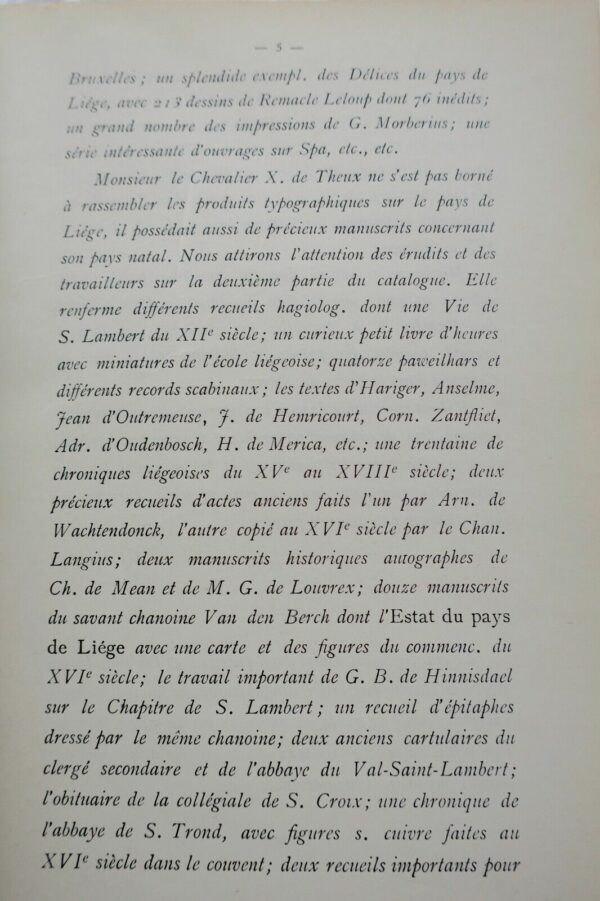 — 5 —
Bruxelles; un splendide exempl. des Délices du pays de
Liége, avec 213 dessins de Remacle Leloup dont 76 inédits;
un grand nombre des impressions de G. Morberius; une
série intéressante d'ouvrages sur Spa, etc., etc.
Monsieur le Chevalier X. de Theux ne s'est pas borné
à rassembler les produits typographiques sur le pays de
Liége, il possédait aussi de précieux manuscrits concernant
son pays natal. Nous attirons l'attention des érudits et des
travailleurs sur la deuxième partie du catalogue. Elle
renferme différents recueils hagiolog. dont une Vie de
S. Lambert du XIIe siècle; un curieux petit livre d'heures
avec miniatures de l'école liégeoise; quatorze paweilhars et
différents records scabinaux; les textes d'Hariger, Anselme,
Jean d'Outremeuse, J. de Hemricourt, Corn. Zantfliet,
Adr. d'Oudenbosch, H. de Merica, etc.; une trentaine de
chroniques liégeoises du XVe au XVIIIe siècle; deux
précieux recueils d'actes anciens faits l'un par Arn. de
Wachtendonck, l'autre copié au XVIe siècle par le Chan.
Langius; deux manuscrits historiques autographes de
Ch. de Mean et de M. G. de Louvrex; douze manuscrits
du savant chanoine Van den Berch dont l'Estat du pays
de Liége avec une carte et des figures du commenc. du
XVIe siècle; le travail important de G. B. de Hinnisdael
sur le Chapitre de S. Lambert; un recueil d'épitaphes
dressé par le même chanoine; deux anciens cartulaires du
clergé secondaire et de l'abbaye du Val-Saint-Lambert;
l'obituaire de la collégiale de S. Croix; une chronique de
l'abbaye de S. Trond, avec figures s. cuivre faites au
XVIe siècle dans le couvent; deux recueils importants pour